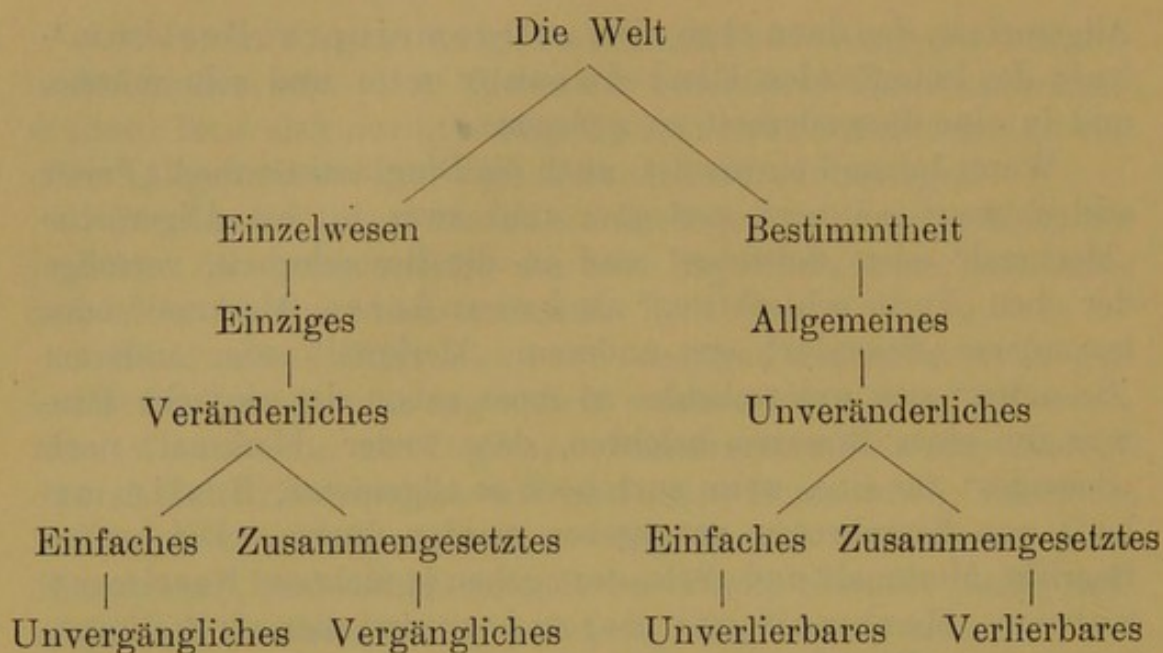 Die Welt
Einzelwesen Bestimmtheit
Einziges Allgemeines
Veränderliches Unveränderliches
Einfaches Zusammengesetztes Einfaches Zusammengesetztes
Unvergängliches Vergängliches Unverlierbares Verlierbares